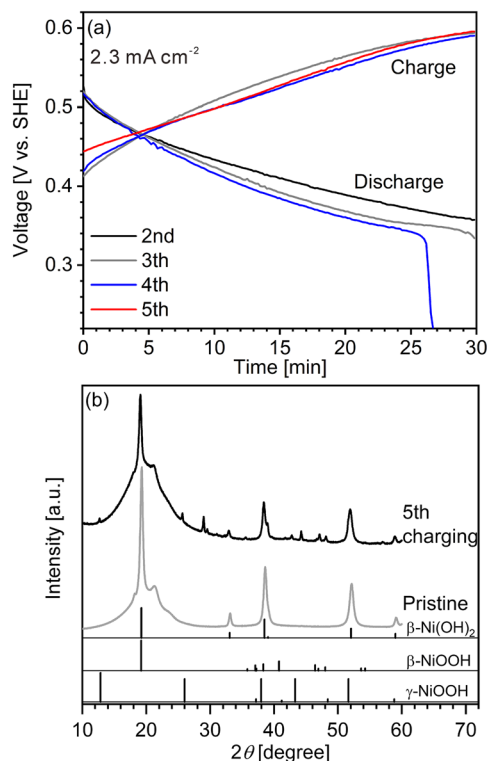 (a)
2.3 mA cm⁻²
Charge
Discharge
2nd
3th
4th
5th
0.6
0.5
0.4
0.3
Voltage [V vs. SHE]
0 5 10 15 20 25 30
Time [min]
(b)
5th
charging
Pristine
β-Ni(OH)₂
β-NiOOH
γ-NiOOH
Intensity [a.u.]
10 20 30 40 50 60 70
2θ [degree]